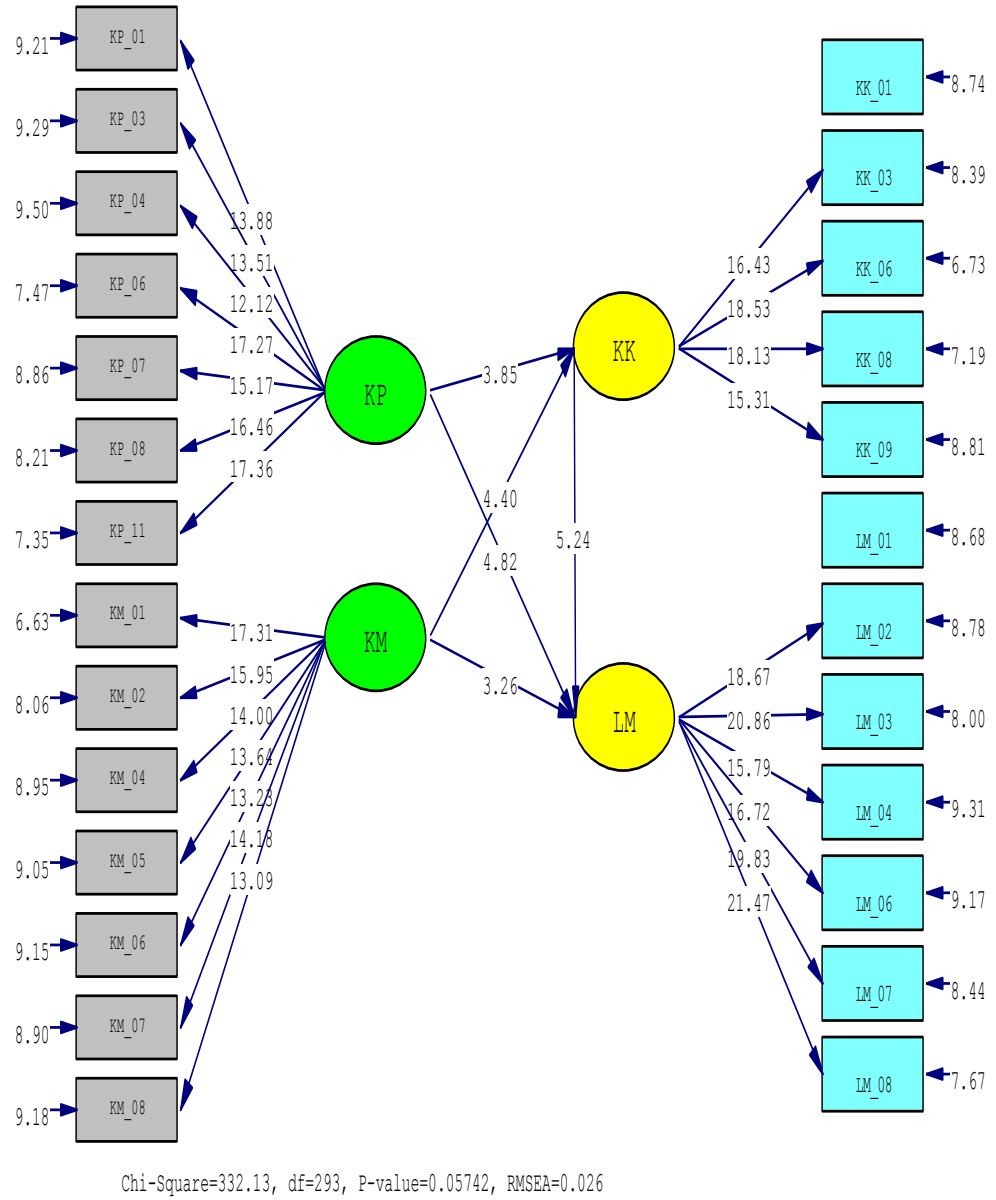 KP_01
9.21
KP_03
9.29
KP_04
9.50
KP_06
7.47
KP_07
8.86
KP_08
8.21
KP_11
7.35
KM_01
6.63
KM_02
8.06
KM_04
8.95
KM_05
9.05
KM_06
9.15
KM_07
8.90
KM_08
9.18
13.88
13.51
12.12
17.27
15.17
16.46
17.36
17.31
15.95
14.00
13.64
13.23
14.18
13.09
KP
KM
3.85
4.40
4.82
3.26
5.24
KK
LM
16.43
18.53
18.13
15.31
18.67
20.86
15.79
16.72
19.83
21.47
KK_01
8.74
KK_03
8.39
KK_06
6.73
KK_08
7.19
KK_09
8.81
LM_01
8.68
LM_02
8.78
LM_03
8.00
LM_04
9.31
LM_06
9.17
LM_07
8.44
LM_08
7.67
Chi-Square=332.13, df=293, P-value=0.05742, RMSEA=0.026